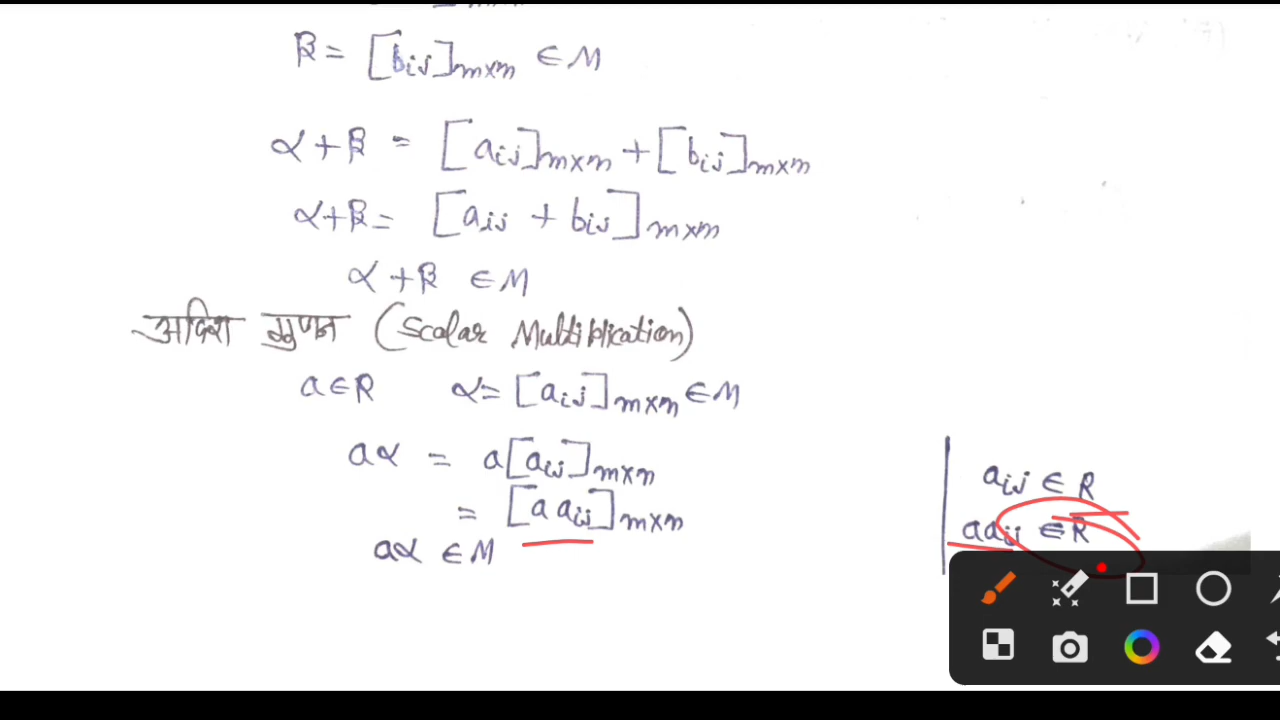 β = [bij]m×n ∈ M
α + β = [aij]m×n + [bij]m×n
α + β = [aij + bij]m×n
α + β ∈ M
अदिश गुणन (Scalar Multiplication)
a ∈ R α = [aij]m×n ∈ M
aα = a[aij]m×n
= [a aij]m×n
aα ∈ M
aij ∈ R
aaij ∈ R